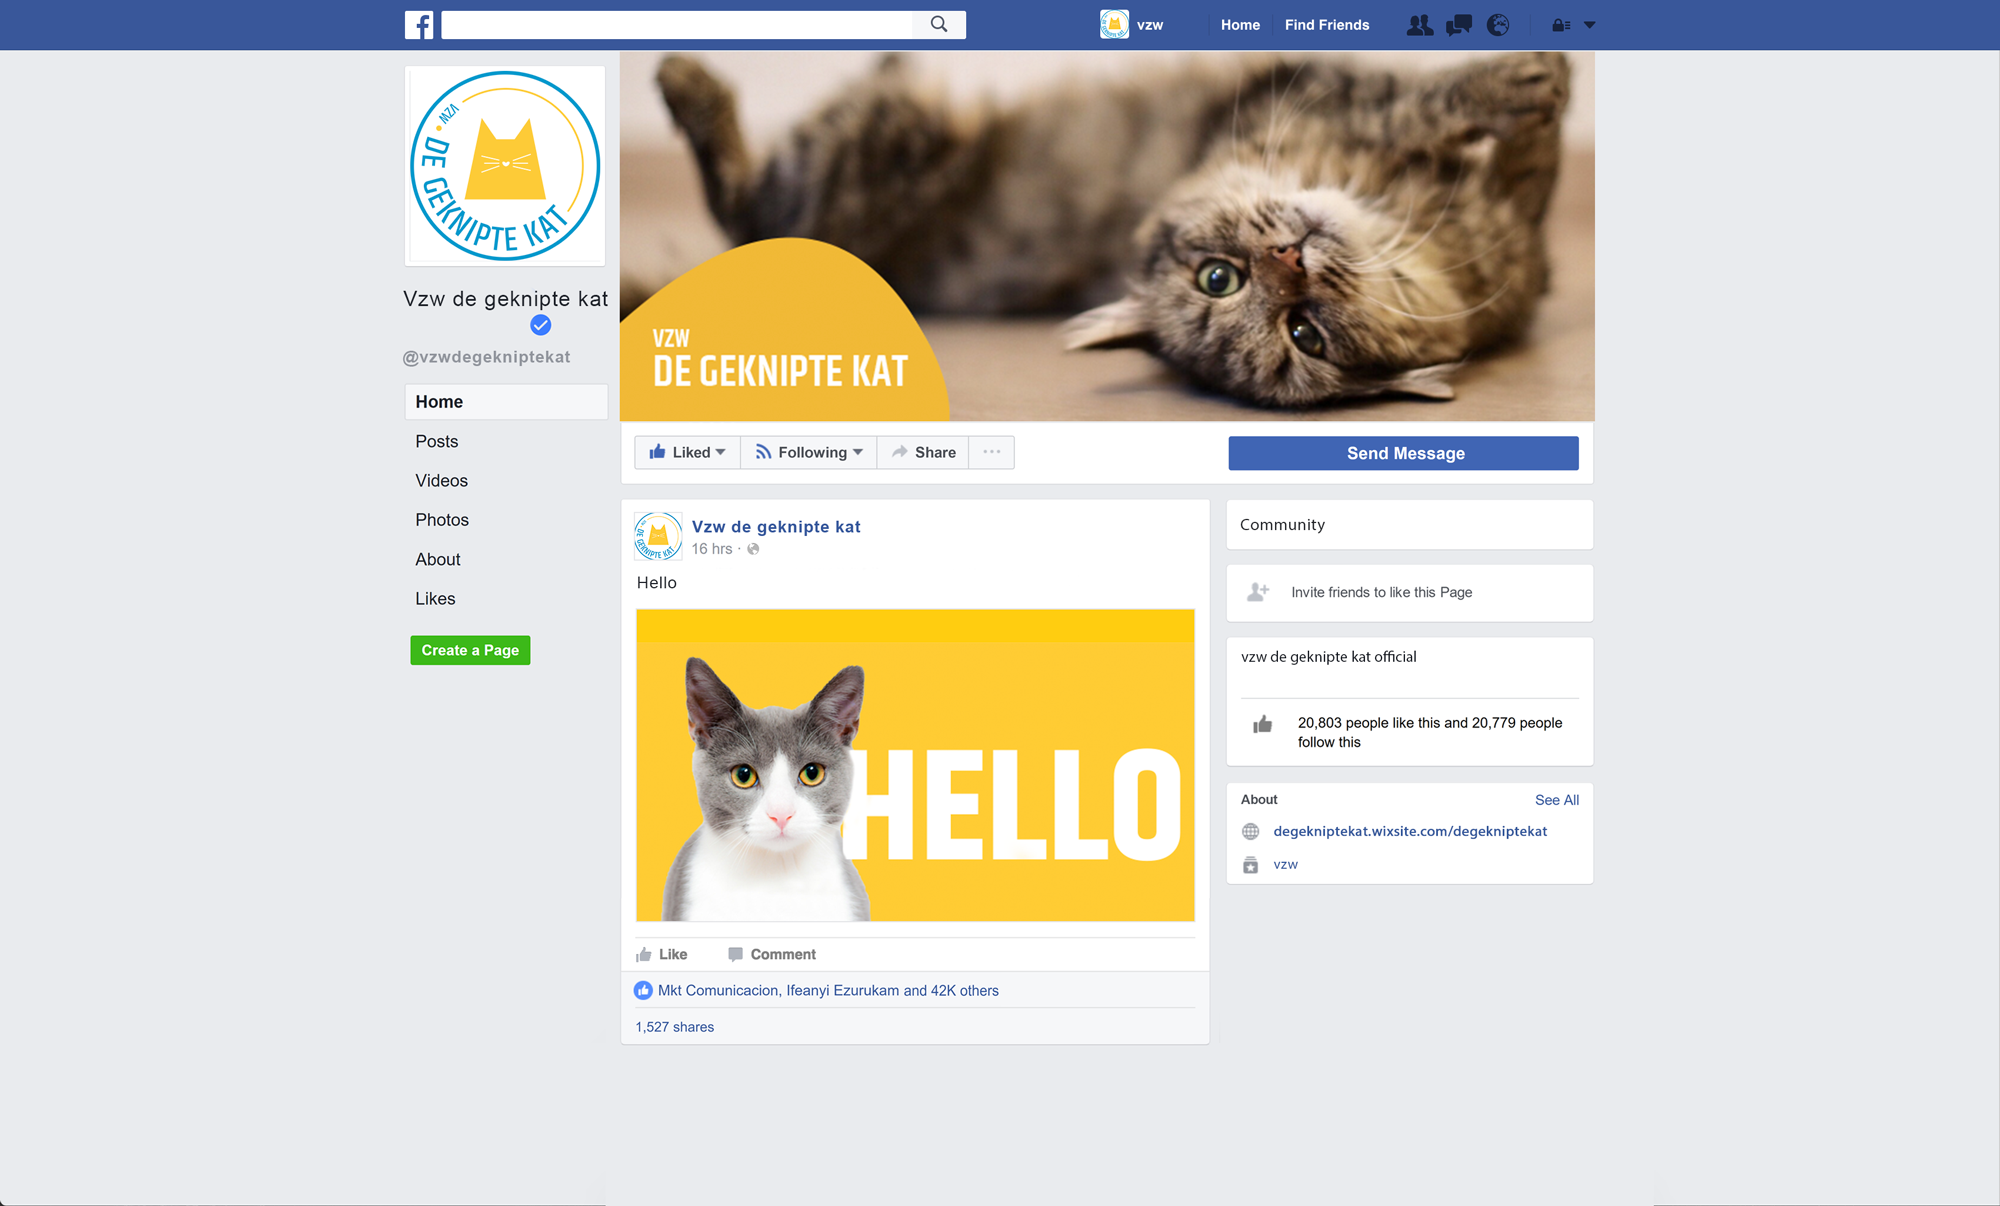 vzw
Home
Find Friends
VZW
DE GEKNIPTE KAT
Vzw de geknipte kat
@vzwdegekniptekat
Home
Posts
Videos
Photos
About
Likes
Create a Page
VZW
DE GEKNIPTE KAT
Liked
Following
Share
Send Message
Vzw de geknipte kat
16 hrs ·
Hello
HELLO
Like
Comment
Mkt Comunicacion, Ifeanyi Ezurukam and 42K others
1,527 shares
Community
Invite friends to like this Page
vzw de geknipte kat official
20,803 people like this and 20,779 people
follow this
About
See All
degekniptekat.wixsite.com/degekniptekat
vzw